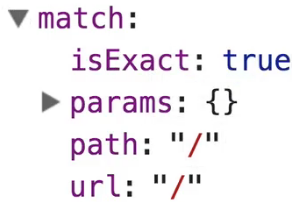 ▼ match:
isExact: true
▶ params: {}
path: "/"
url: "/"